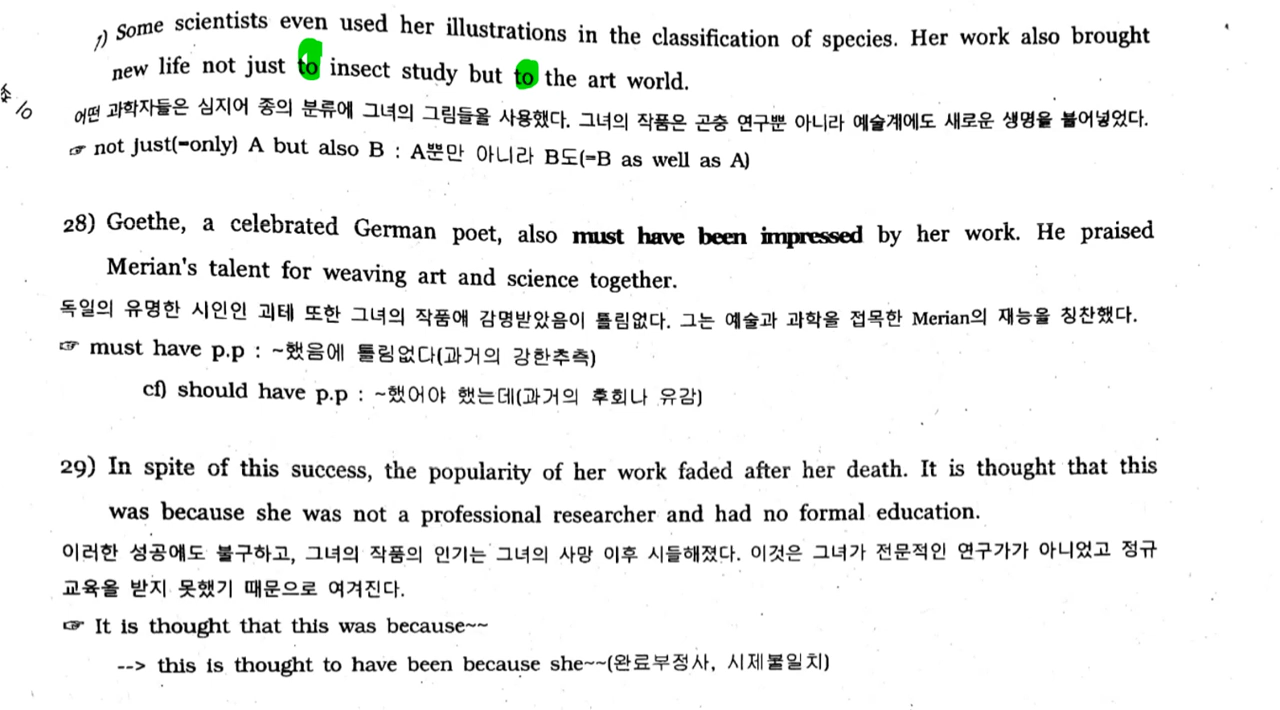 7) Some scientists even used her illustrations in the classification of species. Her work also brought
new life not just to insect study but to the art world.
어떤 과학자들은 심지어 종의 분류에 그녀의 그림들을 사용했다. 그녀의 작품은 곤충 연구뿐 아니라 예술계에도 새로운 생명을 불어넣었다.
☞ not just(=only) A but also B : A뿐만 아니라 B도(=B as well as A)
28) Goethe, a celebrated German poet, also must have been impressed by her work. He praised
Merian's talent for weaving art and science together.
독일의 유명한 시인인 괴테 또한 그녀의 작품에 감명받았음이 틀림없다. 그는 예술과 과학을 접목한 Merian의 재능을 칭찬했다.
☞ must have p.p : ~했음에 틀림없다(과거의 강한추측)
cf) should have p.p : ~했어야 했는데(과거의 후회나 유감)
29) In spite of this success, the popularity of her work faded after her death. It is thought that this
was because she was not a professional researcher and had no formal education.
이러한 성공에도 불구하고, 그녀의 작품의 인기는 그녀의 사망 이후 시들해졌다. 이것은 그녀가 전문적인 연구가가 아니었고 정규
교육을 받지 못했기 때문으로 여겨진다.
☞ It is thought that this was because~~
--> this is thought to have been because she~~(완료부정사, 시제불일치)